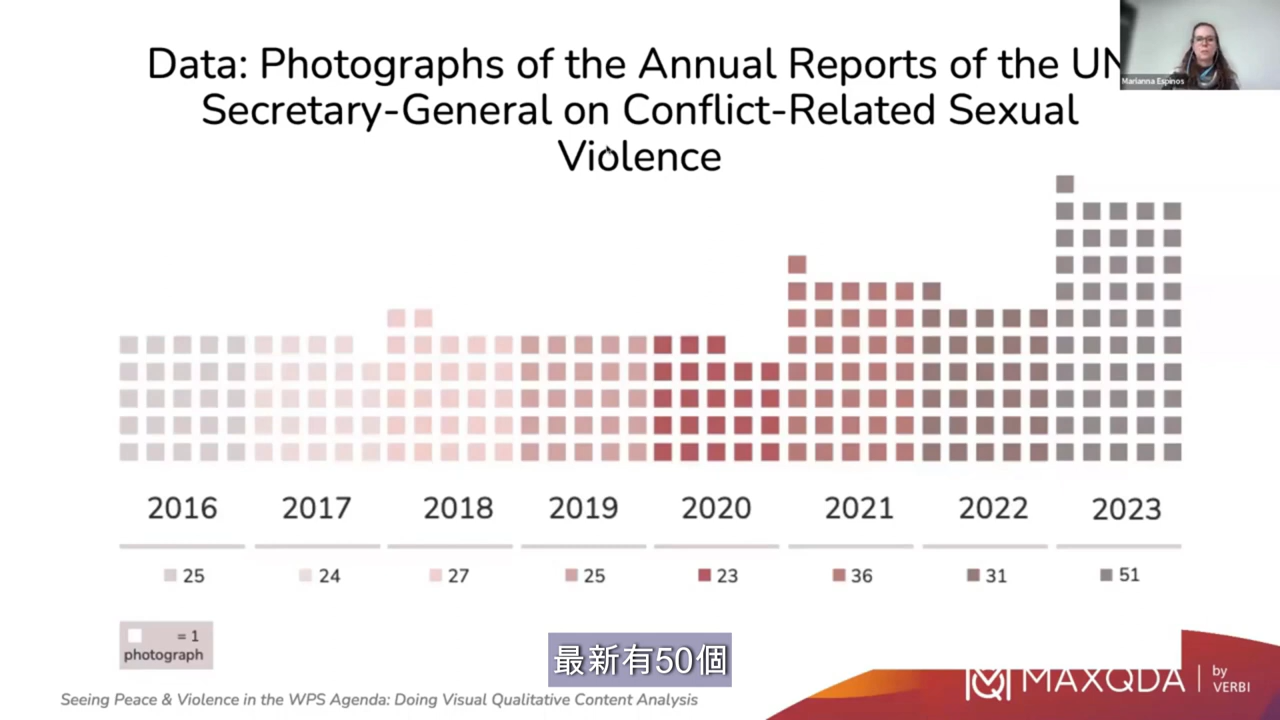 Data: Photographs of the Annual Reports of the UN
Secretary-General on Conflict-Related Sexual
Violence
Marianna Espinos
2016
2017
2018
2019
2020
2021
2022
2023
25
24
27
25
23
36
31
51
= 1
photograph
最新有50個
Seeing Peace & Violence in the WPS Agenda: Doing Visual Qualitative Content Analysis
MAXQDA
by
VERBI